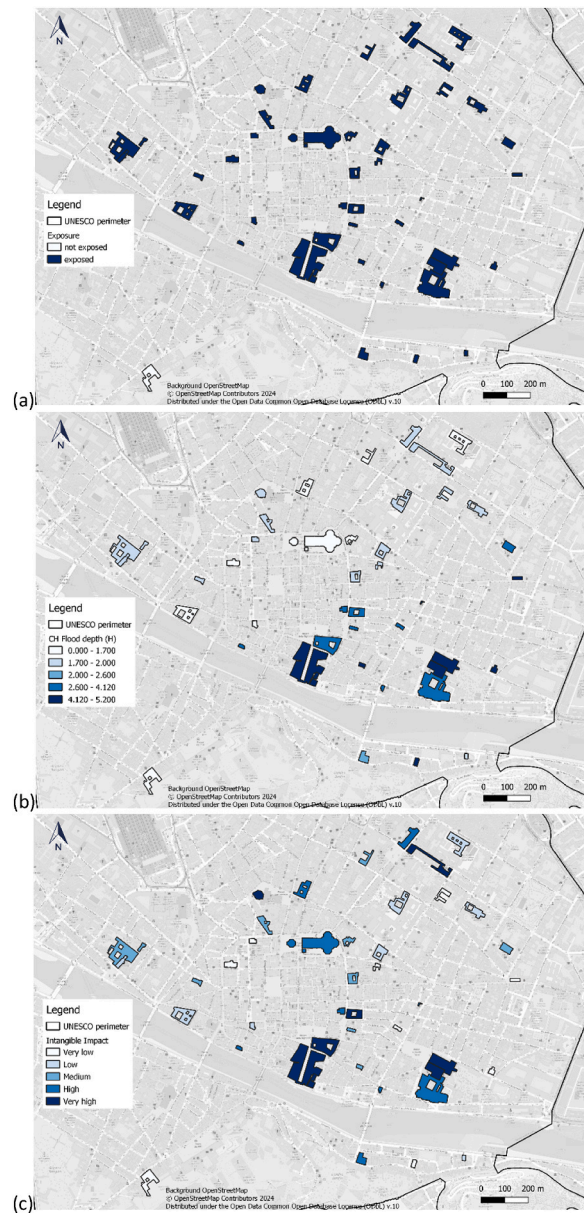 N
Legend
UNESCO perimeter
Exposure
not exposed
exposed
Background OpenStreetMap
© OpenStreetMap Contributors 2024
Distributed under the Open Data Common Open Database Licence (ODbL) v.10
0 100 200 m
(a)
N
Legend
UNESCO perimeter
CH Flood depth (H)
0.000 - 1.700
1.700 - 2.000
2.000 - 2.600
2.600 - 4.120
4.120 - 5.200
Background OpenStreetMap
© OpenStreetMap Contributors 2024
Distributed under the Open Data Common Open Database Licence (ODbL) v.10
0 100 200 m
(b)
N
Legend
UNESCO perimeter
Intangible Impact
Very low
Low
Medium
High
Very high
Background OpenStreetMap
© OpenStreetMap Contributors 2024
Distributed under the Open Data Common Open Database Licence (ODbL) v.10
0 100 200 m
(c)